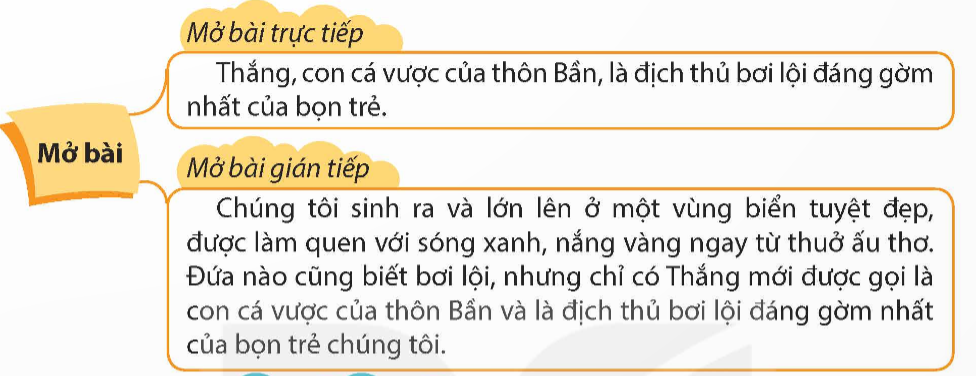 Mở bài trực tiếp
Thắng, con cá vược của thôn Bần, là địch thủ bơi lội đáng gờm
nhất của bọn trẻ.
Mở bài
Mở bài gián tiếp
Chúng tôi sinh ra và lớn lên ở một vùng biển tuyệt đẹp,
được làm quen với sóng xanh, nắng vàng ngay từ thuở ấu thơ.
Đứa nào cũng biết bơi lội, nhưng chỉ có Thắng mới được gọi là
con cá vược của thôn Bần và là địch thủ bơi lội đáng gờm nhất
của bọn trẻ chúng tôi.